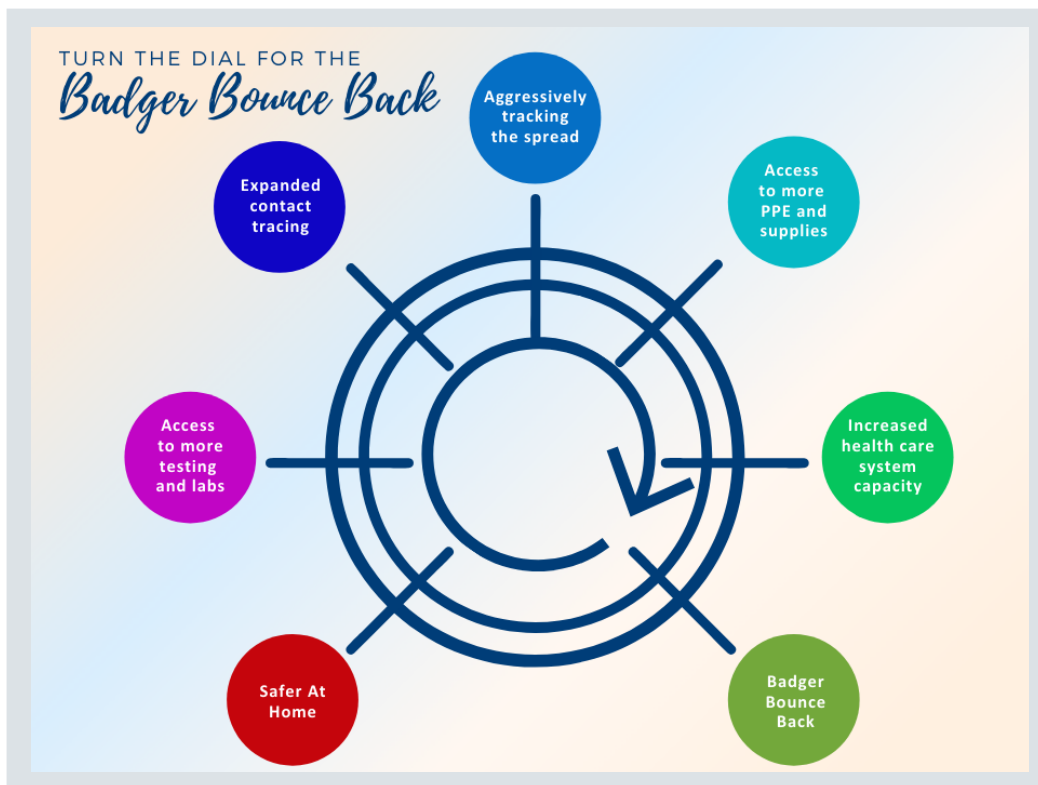 TURN THE DIAL FOR THE
Badger Bounce Back
Aggressively
tracking
the spread
Expanded
contact
tracing
Access
to more
PPE and
supplies
Access
to more
testing
and labs
Increased
health care
system
capacity
Safer At
Home
Badger
Bounce
Back